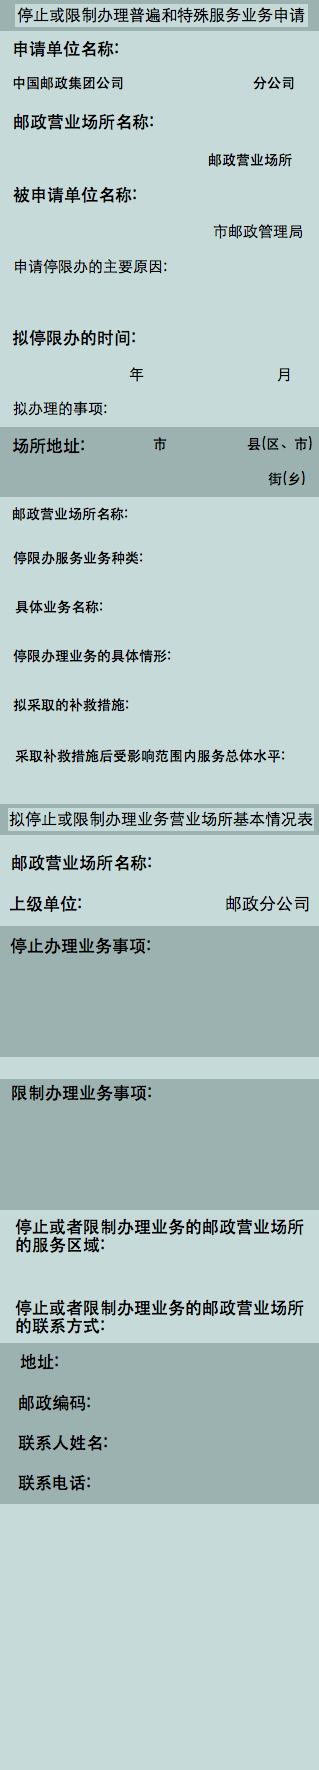 停止或限制办理普遍和特殊服务业务申请
申请单位名称:
中国邮政集团公司 分公司
邮政营业场所名称:
邮政营业场所
被申请单位名称:
市邮政管理局
申请停限办的主要原因:
拟停限办的时间:
年 月
拟办理的事项:
场所地址: 市 县(区、市)
街(乡)
邮政营业场所名称:
停限办服务业务种类:
具体业务名称:
停限办理业务的具体情形:
拟采取的补救措施:
采取补救措施后受影响范围内服务总体水平:
拟停止或限制办理业务营业场所基本情况表
邮政营业场所名称:
上级单位: 邮政分公司
停止办理业务事项:
限制办理业务事项:
停止或者限制办理业务的邮政营业场所
的服务区域:
停止或者限制办理业务的邮政营业场所
的联系方式:
地址:
邮政编码:
联系人姓名:
联系电话: